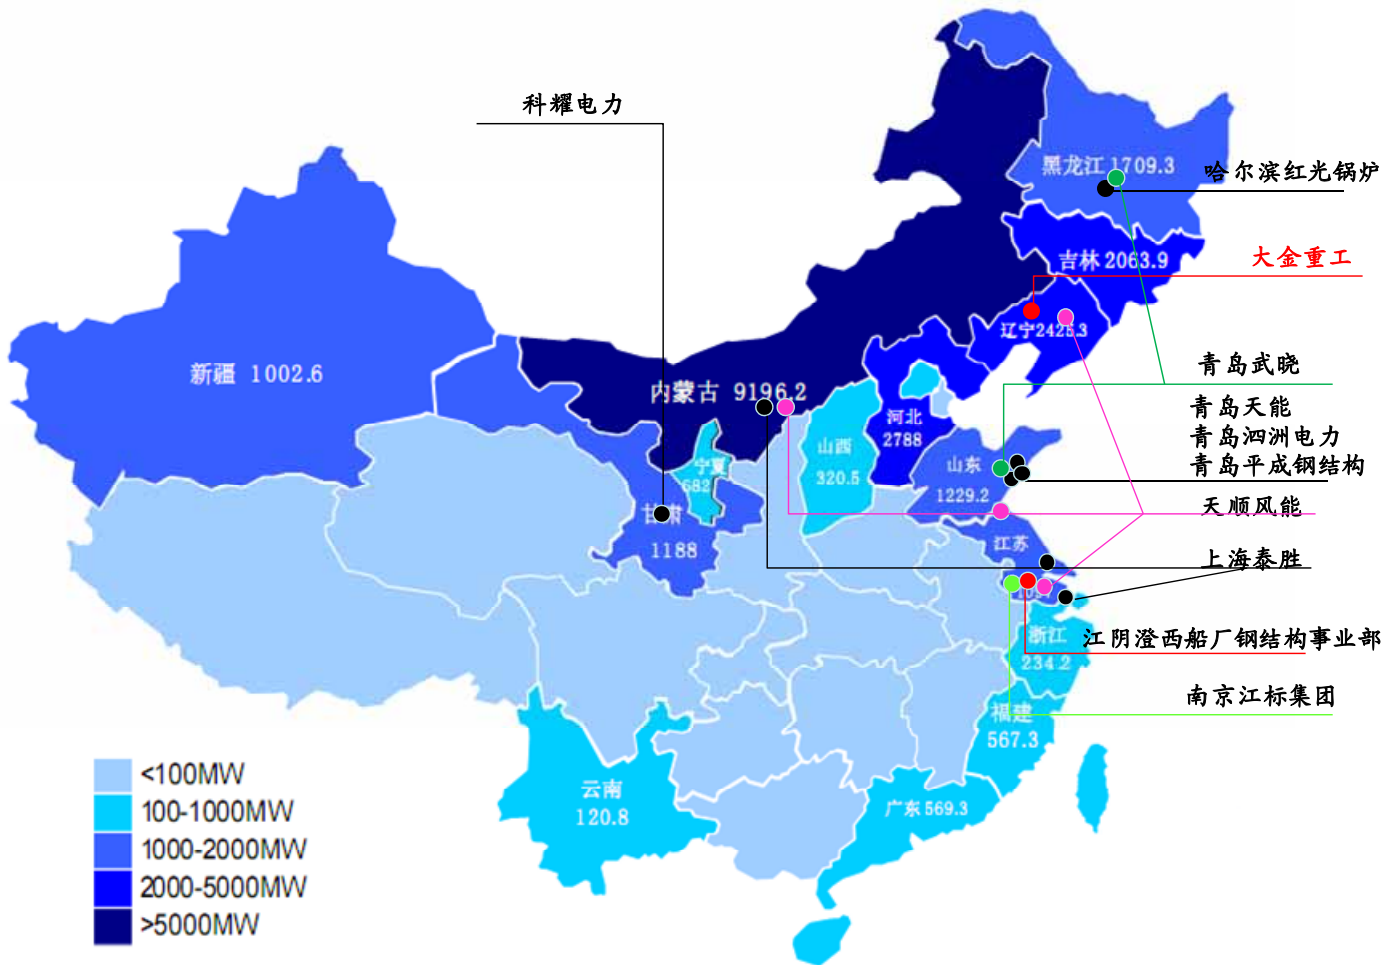 科耀电力
黑龙江 1709.3
哈尔滨红光锅炉
吉林 2063.9
大金重工
辽宁2425.3
新疆 1002.6
内蒙古 9196.2
青岛武晓
河北
2788
青岛天能
青岛泗洲电力
青岛平成钢结构
山西
320.5
宁夏
682
山东
1229.2
天顺风能
甘肃
1188
江苏
上海泰胜
浙江
234.2
江阴澄西船厂钢结构事业部
南京江标集团
福建
567.3
云南
120.8
广东 569.3
<100MW
100-1000MW
1000-2000MW
2000-5000MW
>5000MW